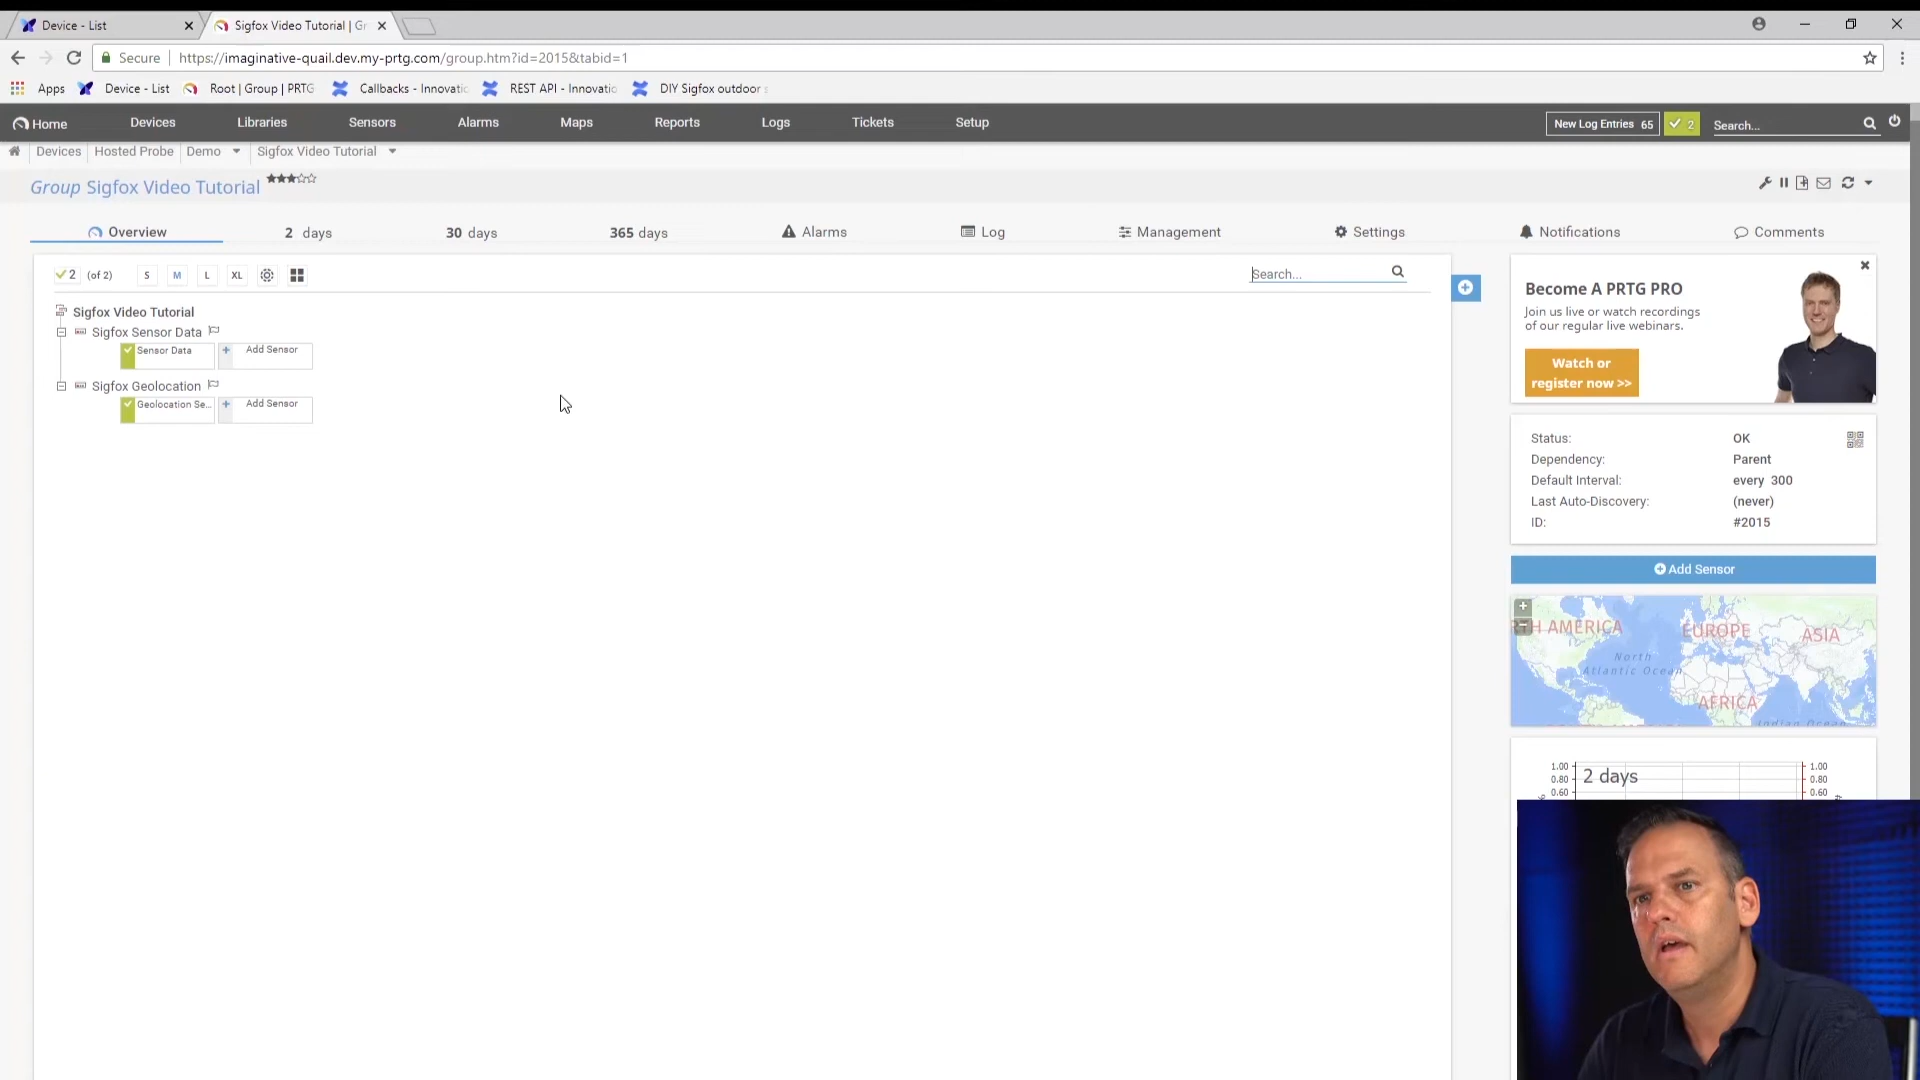 Device - List
Sigfox Video Tutorial | Gr
Secure
https://imaginative-quail.dev.my-prtg.com/group.htm?id=2015&tabid=1
Apps
Device - List
Root | Group | PRTG
Callbacks - Innovatic
REST API - Innovatio
DIY Sigfox outdoor s
Home
Devices
Libraries
Sensors
Alarms
Maps
Reports
Logs
Tickets
Setup
New Log Entries 65
2
Search...
Devices
Hosted Probe
Demo
Sigfox Video Tutorial
Group Sigfox Video Tutorial
Overview
2 days
30 days
365 days
Alarms
Log
Management
Settings
Notifications
Comments
2 (of 2)
S
M
L
XL
Search...
Sigfox Video Tutorial
Sigfox Sensor Data
Sensor Data
Add Sensor
Sigfox Geolocation
Geolocation Se...
Add Sensor
Become A PRTG PRO
Join us live or watch recordings
of our regular live webinars.
Watch or
register now >>
Status: OK
Dependency: Parent
Default Interval: every 300
Last Auto-Discovery: (never)
ID: #2015
Add Sensor
RTH AMERICA
EUROPE
ASIA
North
Atlantic Ocean
AFRICA
Indian Ocean
2 days
1.00
0.80
0.60
1.00
0.80
0.60